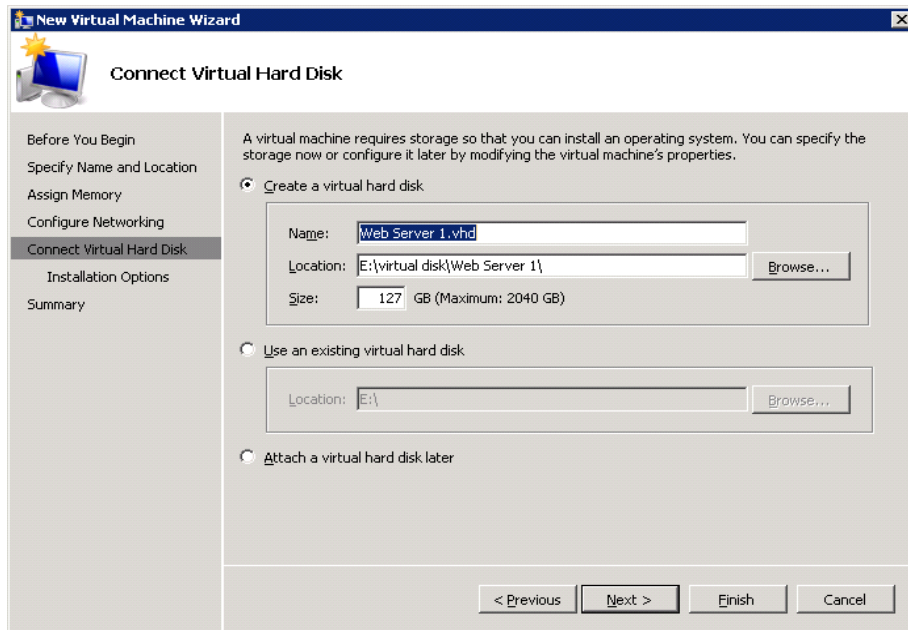 New Virtual Machine Wizard
Connect Virtual Hard Disk
Before You Begin
Specify Name and Location
Assign Memory
Configure Networking
Connect Virtual Hard Disk
Installation Options
Summary
A virtual machine requires storage so that you can install an operating system. You can specify the
storage now or configure it later by modifying the virtual machine's properties.
Create a virtual hard disk
Name: Web Server 1.vhd
Location: E:\virtual disk\Web Server 1\ Browse...
Size: 127 GB (Maximum: 2040 GB)
Use an existing virtual hard disk
Location: E:\ Browse...
Attach a virtual hard disk later
< Previous Next > Finish Cancel